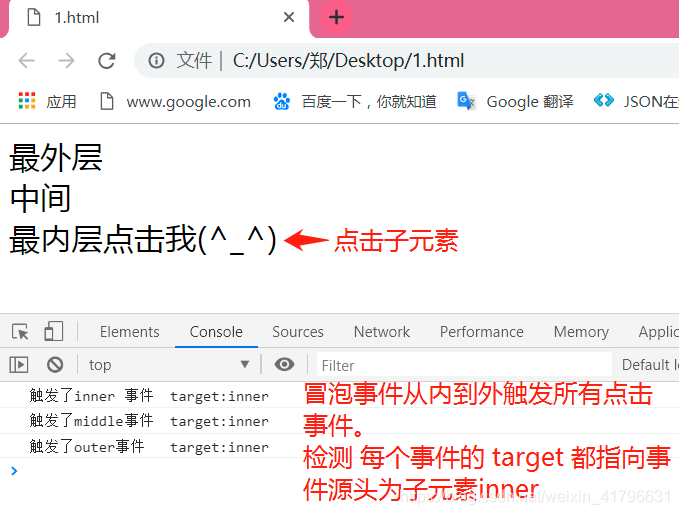 1.html
文件 | C:/Users/郑/Desktop/1.html
应用 www.google.com 百度一下，你就知道 Google 翻译 JSON在
最外层
中间
最内层点击我(^_^) 点击子元素
Elements Console Sources Network Performance Memory Applic
top Filter Default le
触发了inner 事件 target:inner
触发了middle事件 target:inner
触发了outer事件 target:inner
冒泡事件从内到外触发所有点击
事件。
检测 每个事件的 target 都指向事
件源头为子元素inner